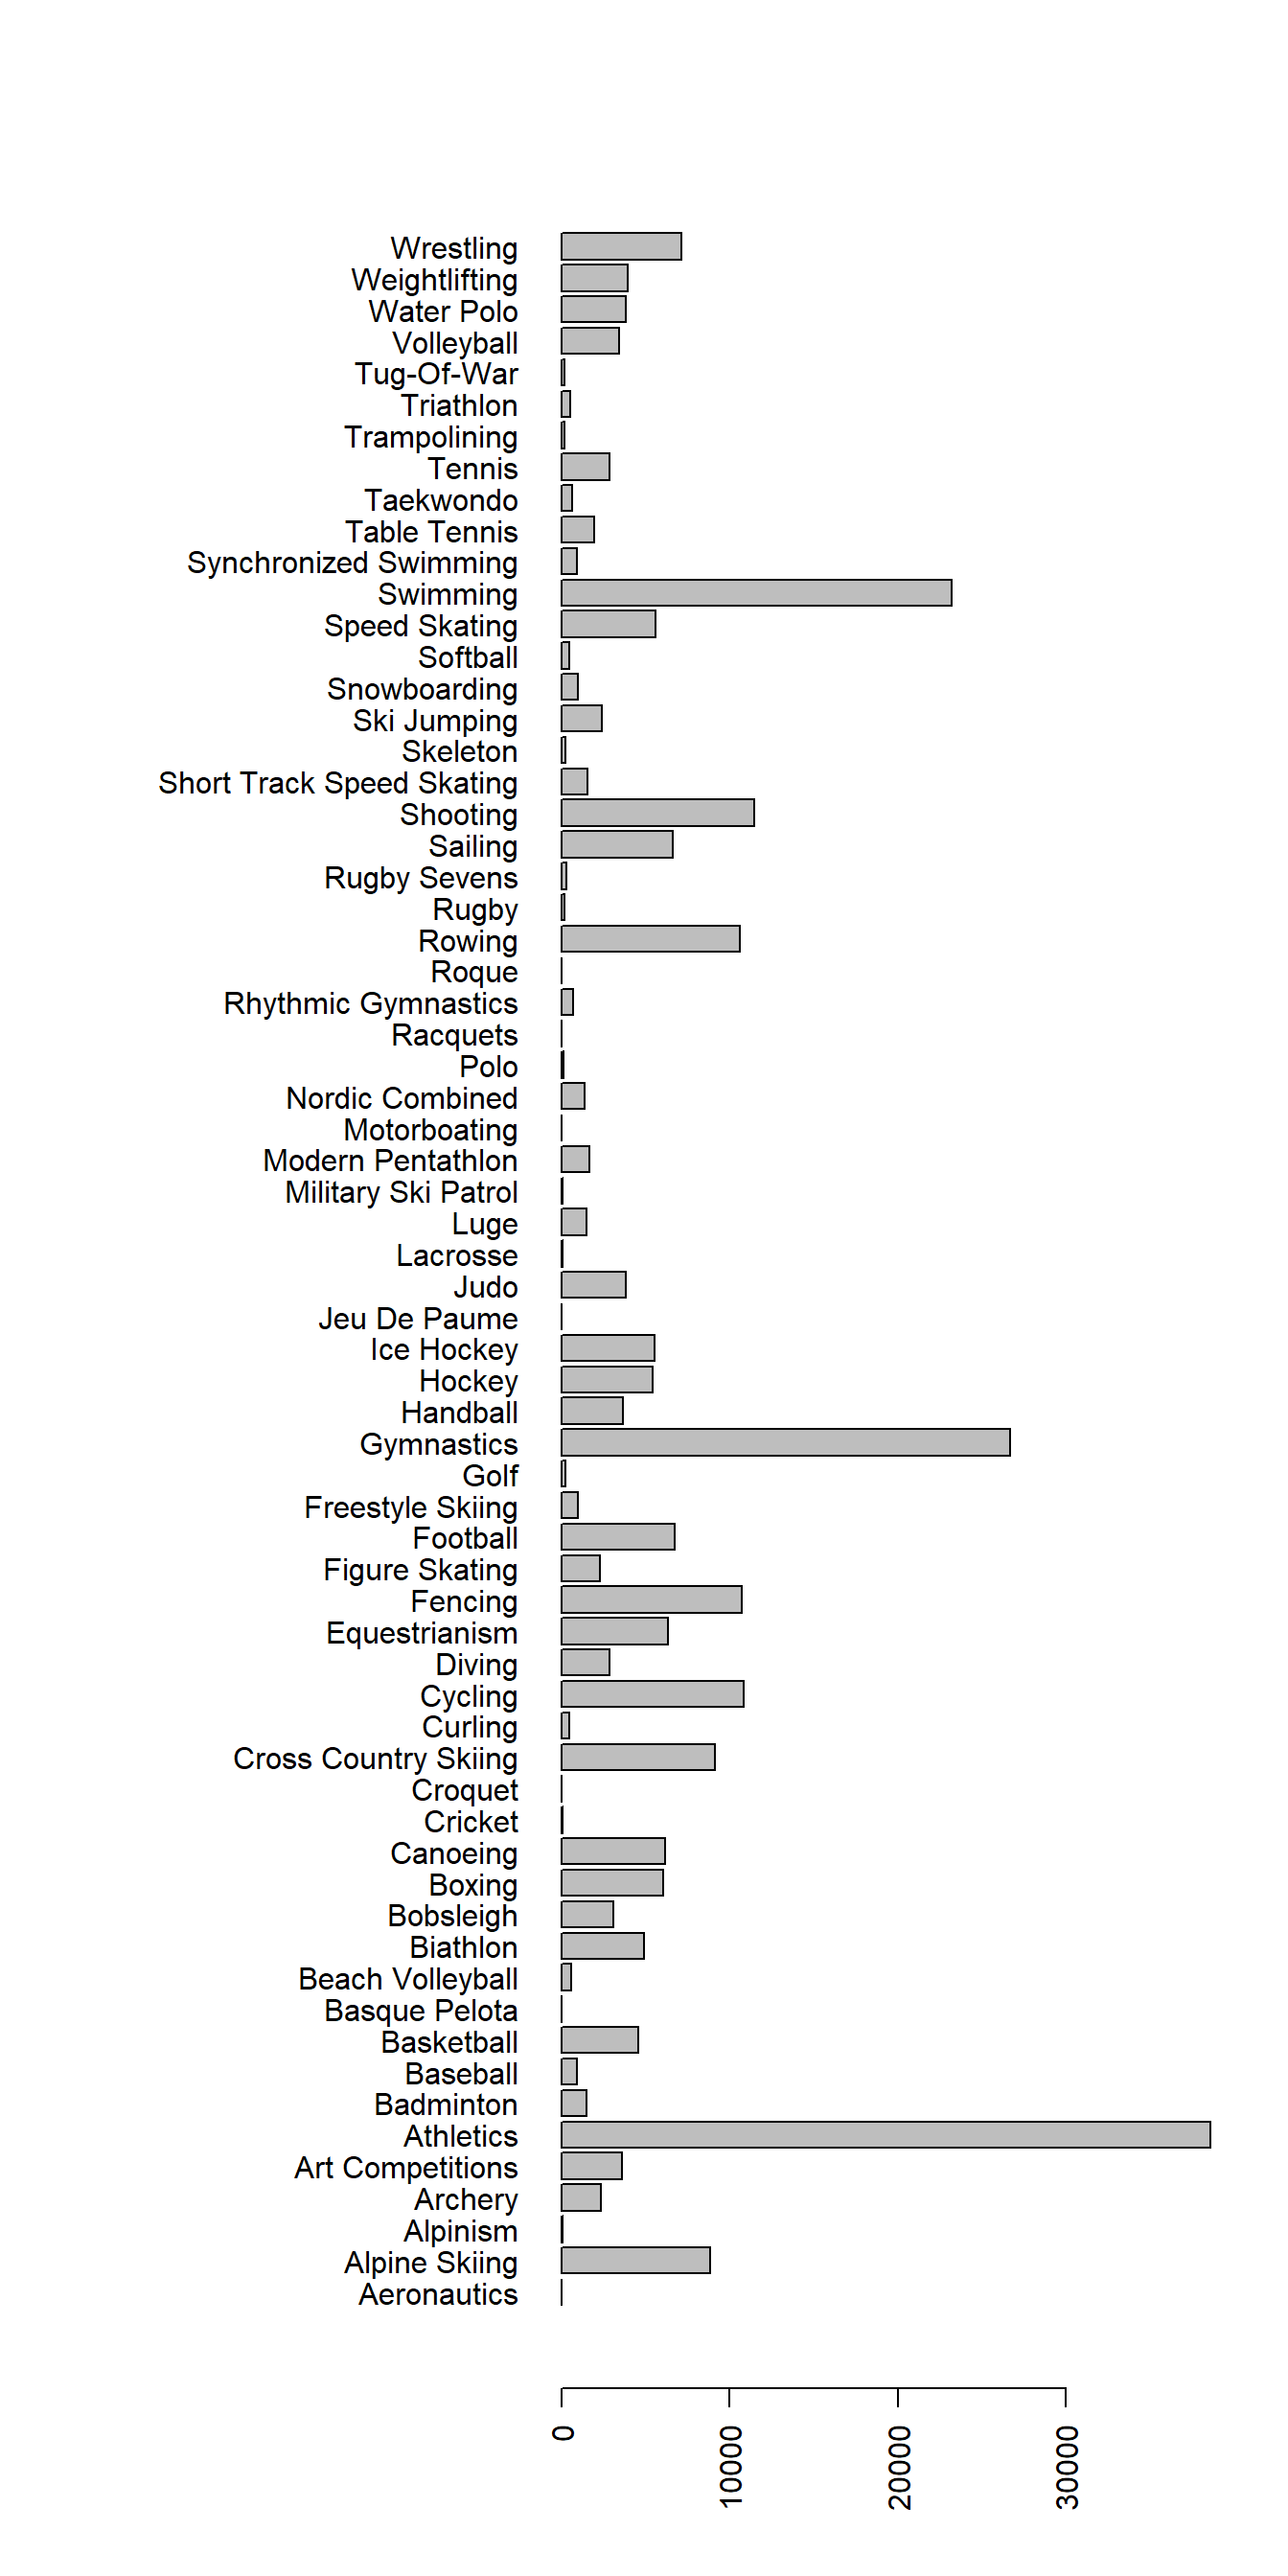 Wrestling
Weightlifting
Water Polo
Volleyball
Tug-Of-War
Triathlon
Trampolining
Tennis
Taekwondo
Table Tennis
Synchronized Swimming
Swimming
Speed Skating
Softball
Snowboarding
Ski Jumping
Skeleton
Short Track Speed Skating
Shooting
Sailing
Rugby Sevens
Rugby
Rowing
Roque
Rhythmic Gymnastics
Racquets
Polo
Nordic Combined
Motorboating
Modern Pentathlon
Military Ski Patrol
Luge
Lacrosse
Judo
Jeu De Paume
Ice Hockey
Hockey
Handball
Gymnastics
Golf
Freestyle Skiing
Football
Figure Skating
Fencing
Equestrianism
Diving
Cycling
Curling
Cross Country Skiing
Croquet
Cricket
Canoeing
Boxing
Bobsleigh
Biathlon
Beach Volleyball
Basque Pelota
Basketball
Baseball
Badminton
Athletics
Art Competitions
Archery
Alpinism
Alpine Skiing
Aeronautics
0
10000
20000
30000